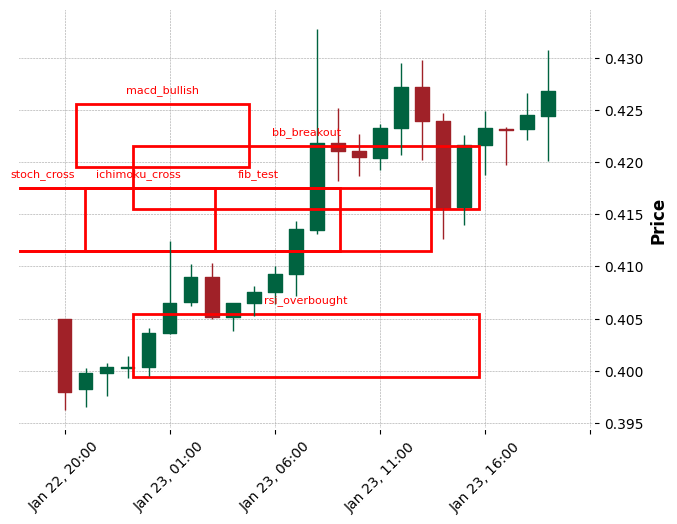 macd_bullish
bb_breakout
stoch_cross
ichimoku_cross
fib_test
rsi_overbought
0.430
0.425
0.420
0.415
0.410
0.405
0.400
0.395
Price
Jan 22, 20:00
Jan 23, 01:00
Jan 23, 06:00
Jan 23, 11:00
Jan 23, 16:00